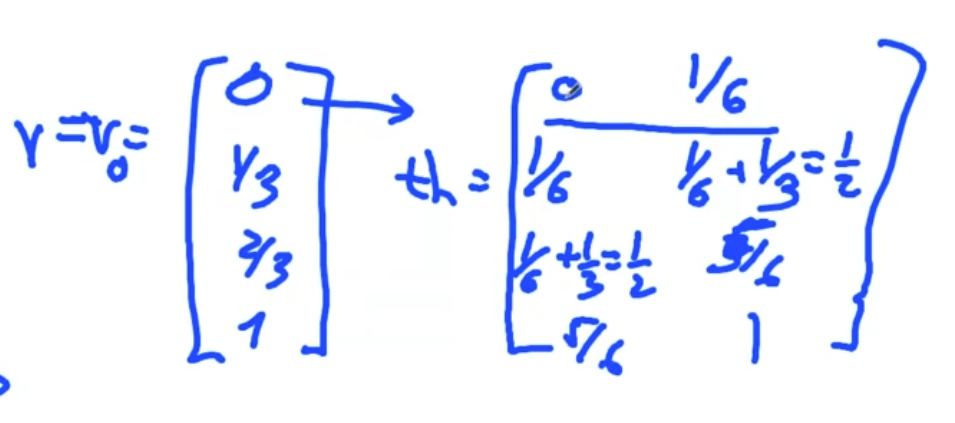 0 0 1/6
v = v₀ = 1/3 th = 1/6 1/6 + 1/3 = 1/2
2/3 1/6 + 1/3 = 1/2 5/6
1 5/6 1